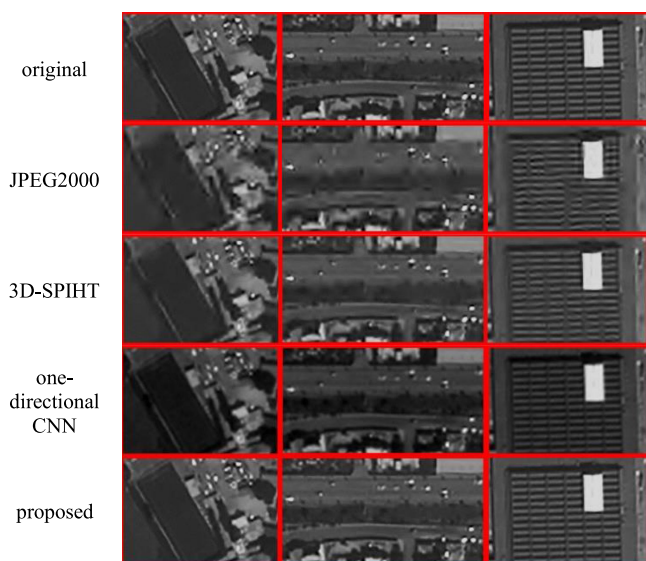 original
JPEG2000
3D-SPIHT
one-
directional
CNN
proposed